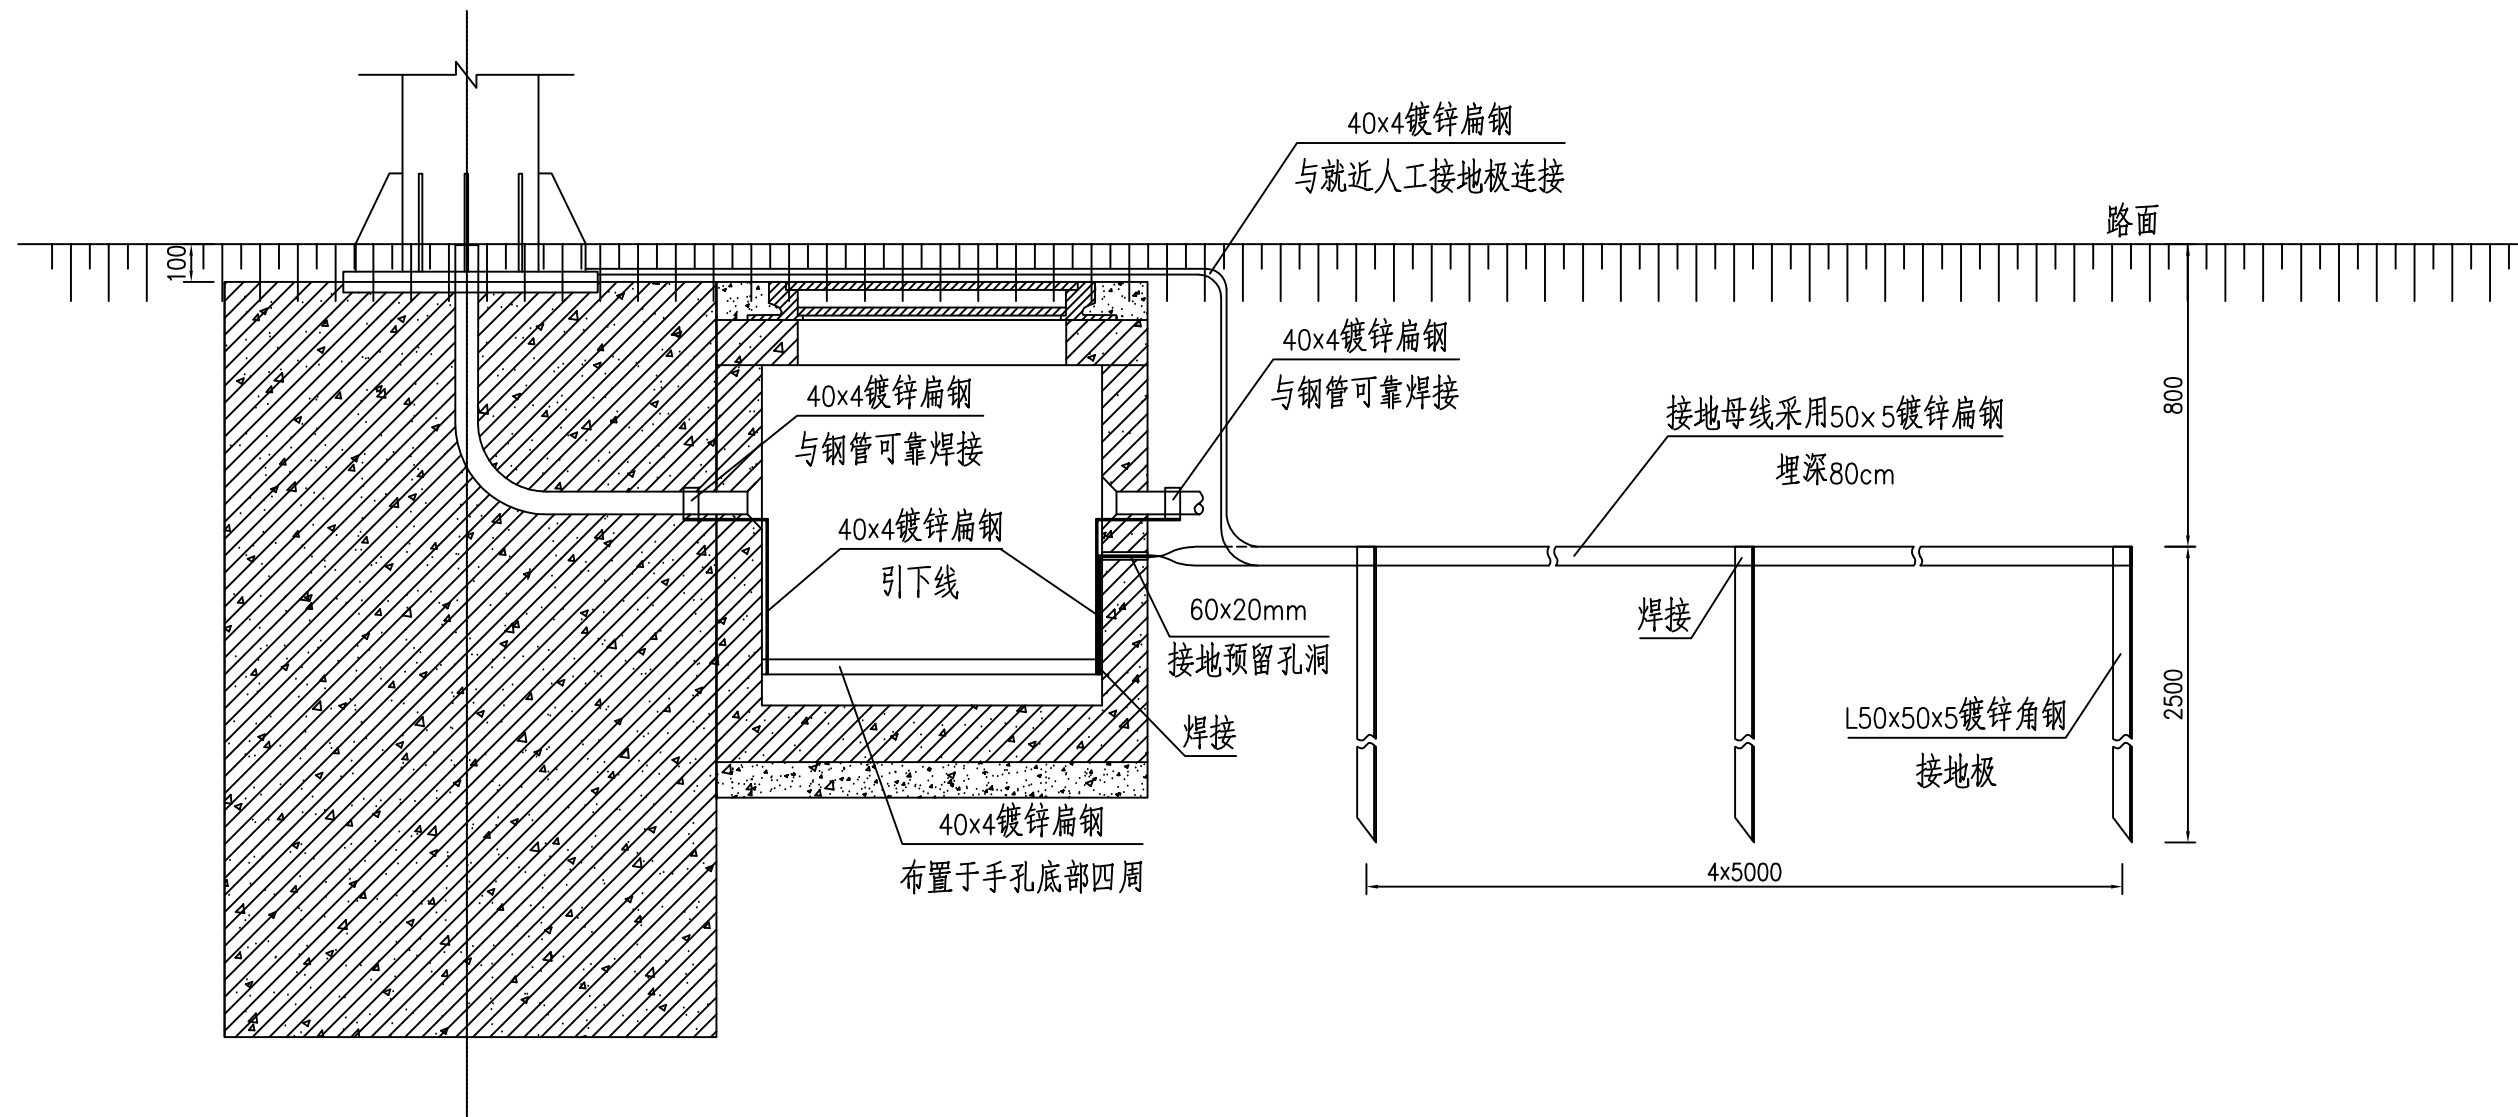 40x4镀锌扁钢
与就近人工接地极连接
路面
100
40x4镀锌扁钢
与钢管可靠焊接
40x4镀锌扁钢
与钢管可靠焊接
800
接地母线采用50x5镀锌扁钢
埋深80cm
40x4镀锌扁钢
引下线
60x20mm
接地预留孔洞
焊接
2500
L50x50x5镀锌角钢
接地极
焊接
40x4镀锌扁钢
布置于手孔底部四周
4x5000